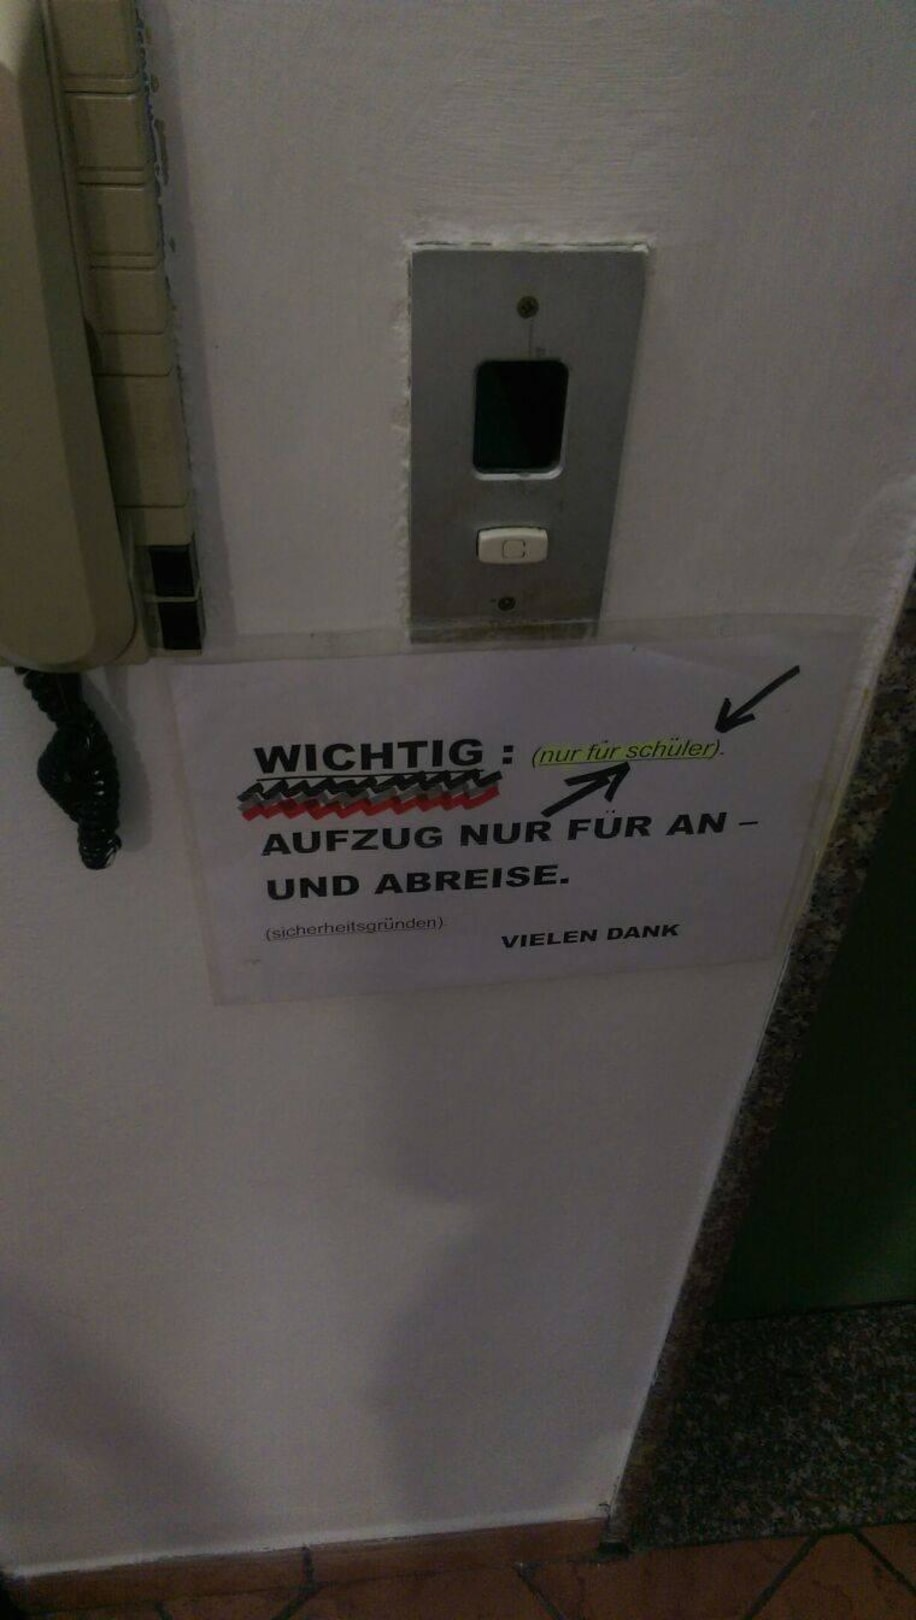 WICHTIG : (nur für schüler).
AUFZUG NUR FÜR AN –
UND ABREISE.
(sicherheitsgründen)
VIELEN DANK